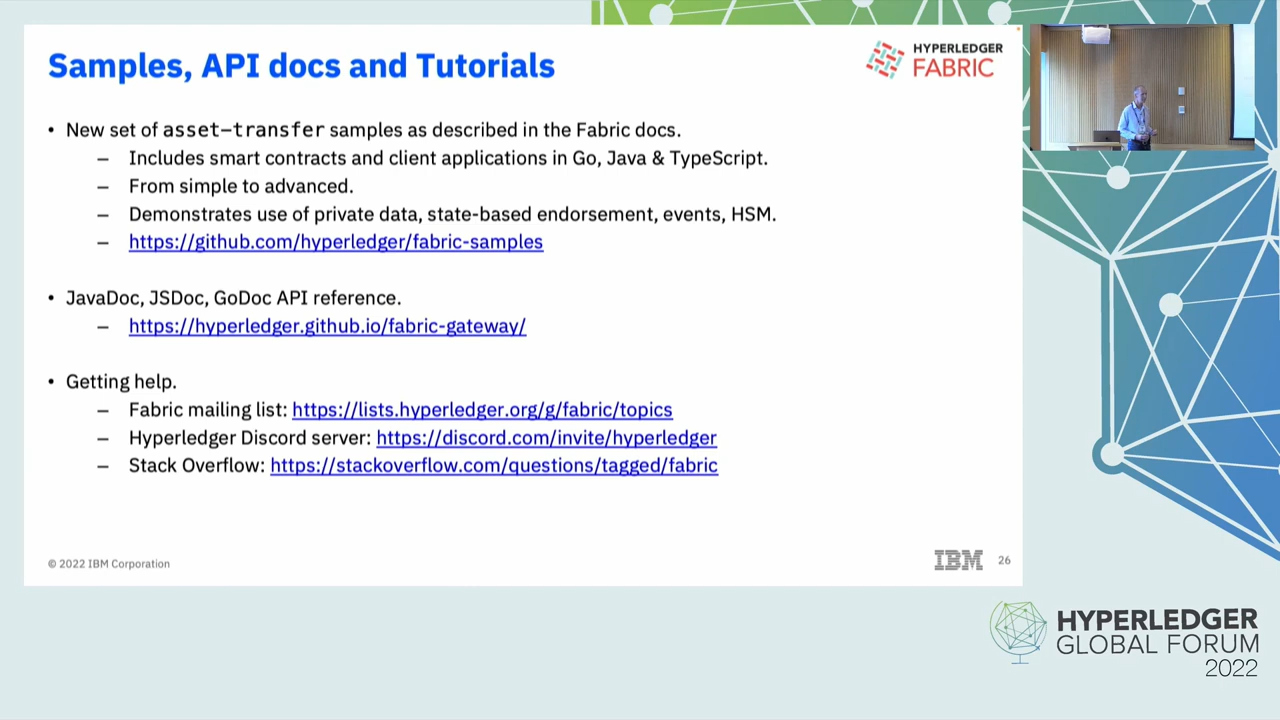 Samples, API docs and Tutorials
HYPERLEDGER
FABRIC
• New set of asset-transfer samples as described in the Fabric docs.
– Includes smart contracts and client applications in Go, Java & TypeScript.
– From simple to advanced.
– Demonstrates use of private data, state-based endorsement, events, HSM.
– https://github.com/hyperledger/fabric-samples
• JavaDoc, JSDoc, GoDoc API reference.
– https://hyperledger.github.io/fabric-gateway/
• Getting help.
– Fabric mailing list: https://lists.hyperledger.org/g/fabric/topics
– Hyperledger Discord server: https://discord.com/invite/hyperledger
– Stack Overflow: https://stackoverflow.com/questions/tagged/fabric
© 2022 IBM Corporation
IBM
26
HYPERLEDGER
GLOBAL FORUM
2022